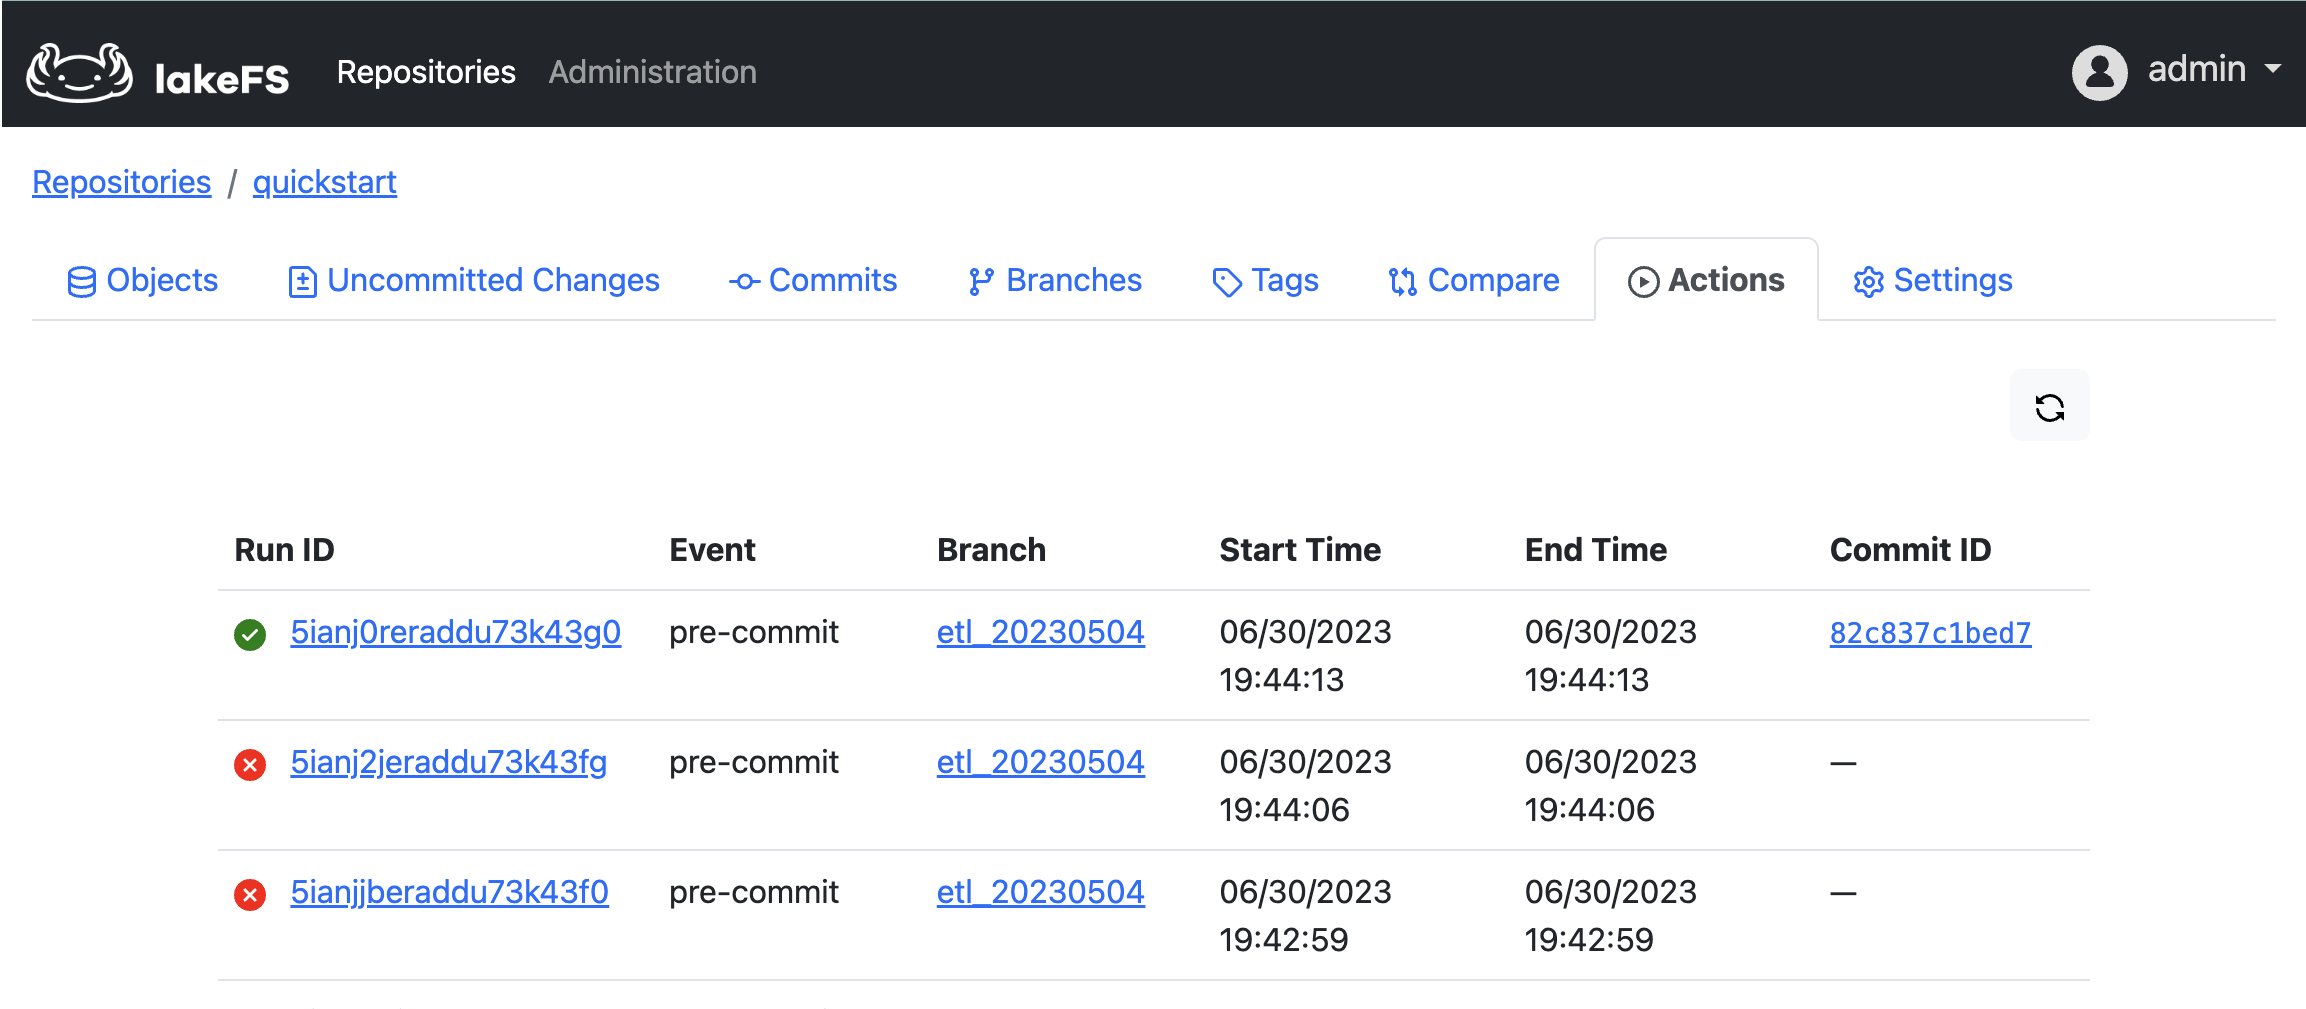 lakeFS Repositories Administration admin
Repositories / quickstart
Objects Uncommitted Changes Commits Branches Tags Compare Actions Settings
Run ID Event Branch Start Time End Time Commit ID
5ianj0reraddu73k43g0 pre-commit etl_20230504 06/30/2023 06/30/2023 82c837c1bed7
19:44:13 19:44:13
5ianj2jeraddu73k43fg pre-commit etl_20230504 06/30/2023 06/30/2023 —
19:44:06 19:44:06
5ianjjberaddu73k43f0 pre-commit etl_20230504 06/30/2023 06/30/2023 —
19:42:59 19:42:59